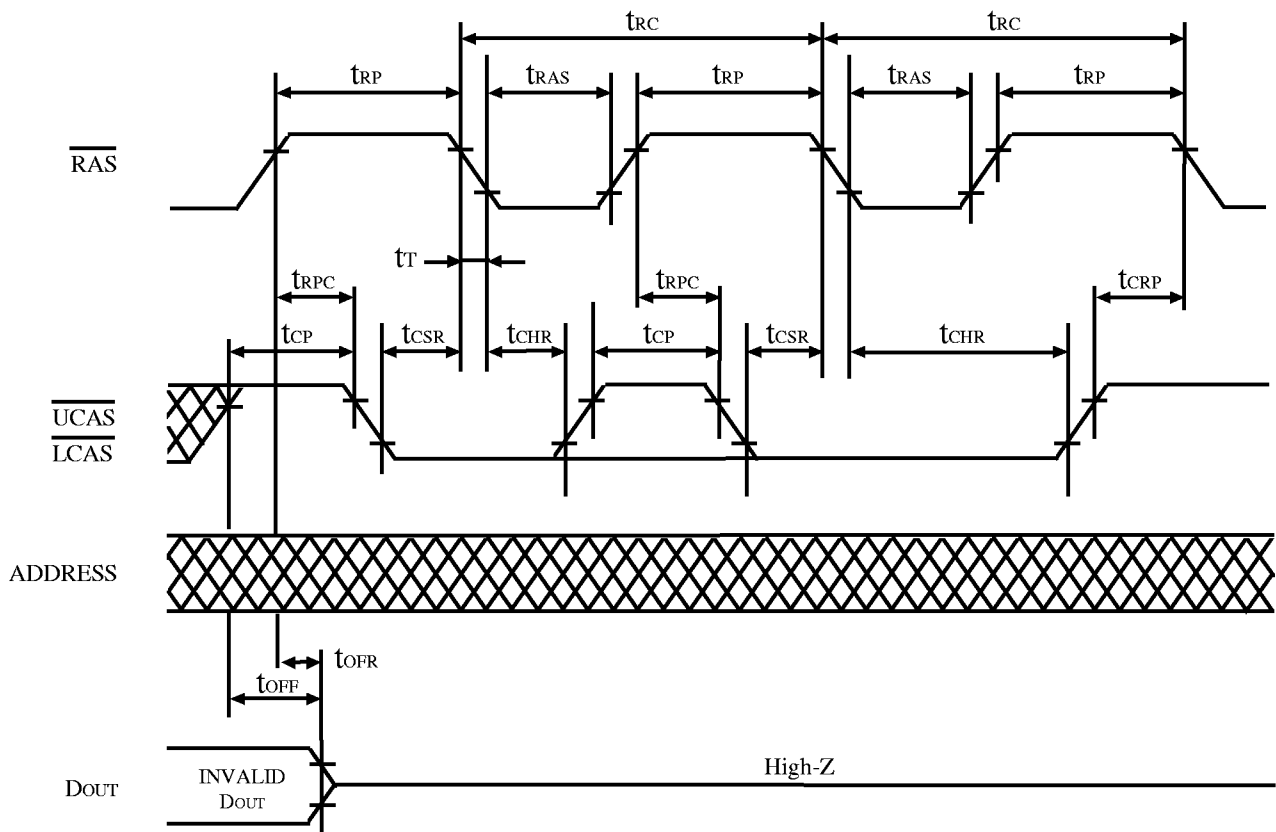 tRC tRC
tRP tRAS tRP tRAS tRP
RAS
tT
tRPC tRPC tCRP
tCP tCSR tCHR tCP tCSR tCHR
UCAS
LCAS
ADDRESS
tOFR
tOFF
High-Z
INVALID
DOUT
DOUT